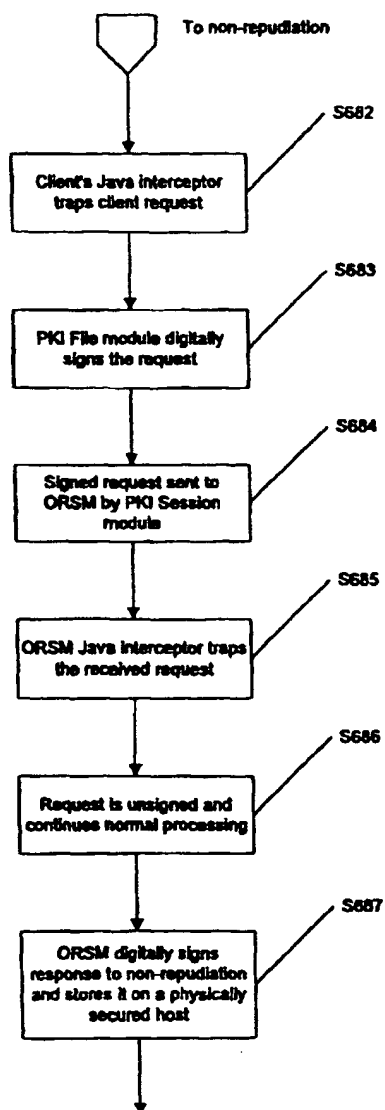 To non-repudiation
S682
Client's Java interceptor
traps client request
S683
PKI File module digitally
signs the request
S684
Signed request sent to
ORSM by PKI Session
module
S685
ORSM Java interceptor traps
the received request
S686
Request is unsigned and
continues normal processing
S687
ORSM digitally signs
response to non-repudiation
and stores it on a physically
secured host